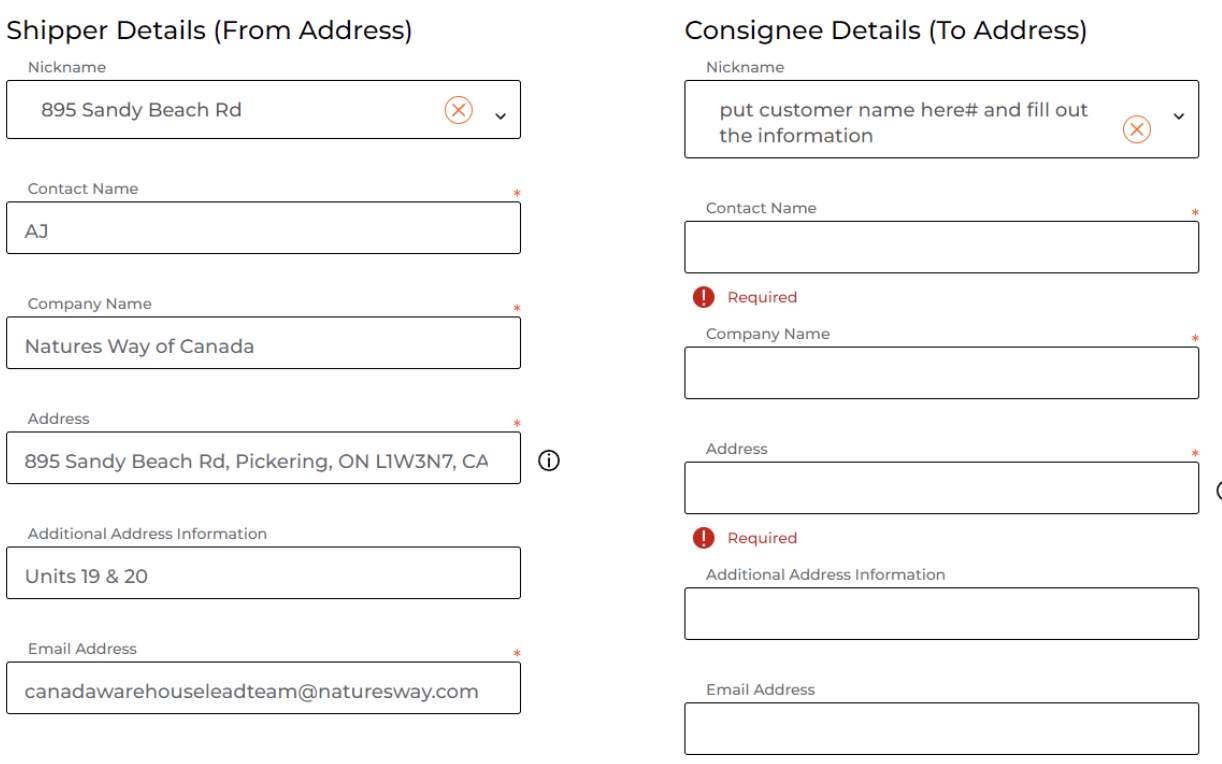 Shipper Details (From Address)
Nickname
895 Sandy Beach Rd
Contact Name
*
AJ
Company Name
*
Natures Way of Canada
Address
*
895 Sandy Beach Rd, Pickering, ON L1W3N7, CA
Additional Address Information
Units 19 & 20
Email Address
*
canadawarehouseleadteam@naturesway.com
Consignee Details (To Address)
Nickname
put customer name here# and fill out
the information
Contact Name
*
Required
Company Name
*
Address
*
Required
Additional Address Information
Email Address